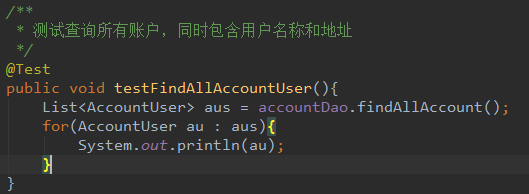 /**
 * 测试查询所有账户，同时包含用户名称和地址
 */
@Test
public void testFindAllAccountUser(){
    List<AccountUser> aus = accountDao.findAllAccount();
    for(AccountUser au : aus){
        System.out.println(au);
    }
}